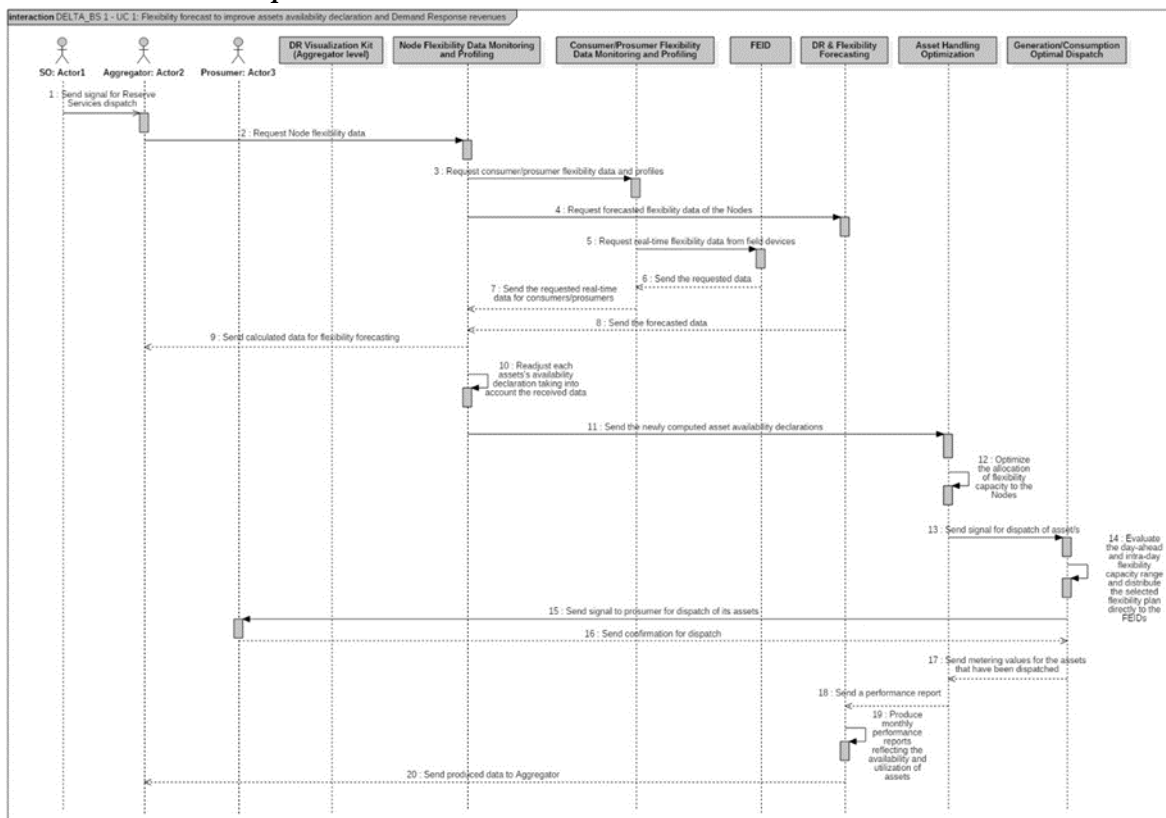 interaction DELTA_BS 1 - UC 1: Flexibility forecast to improve assets availability declaration and Demand Response revenues
SO: Actor1
Aggregator: Actor2
Prosumer: Actor3
DR Visualization Kit
(Aggregator level)
Node Flexibility Data Monitoring
and Profiling
Consumer/Prosumer Flexibility
Data Monitoring and Profiling
FEID
DR & Flexibility
Forecasting
Asset Handling
Optimization
Generation/Consumption
Optimal Dispatch
1 : Send signal for Reserve
Services dispatch
2 : Request Node flexibility data
3 : Request consumer/prosumer flexibility data and profiles
4 : Request forecasted flexibility data of the Nodes
5 : Request real-time flexibility data from field devices
6 : Send the requested data
7 : Send the requested real-time
data for consumers/prosumers
8 : Send the forecasted data
9 : Send calculated data for flexibility forecasting
10 : Readjust each
assets's availability
declaration taking into
account the received data
11 : Send the newly computed asset availability declarations
12 : Optimize
the allocation
of flexibility
capacity to the
Nodes
13 : Send signal for dispatch of asset/s
14 : Evaluate
the day-ahead
and intra-day
flexibility
capacity range
and distribute
the selected
flexibility plan
directly to the
FEIDs
15 : Send signal to prosumer for dispatch of its assets
16 : Send confirmation for dispatch
17 : Send metering values for the assets
that have been dispatched
18 : Send a performance report
19 : Produce
monthly
performance
reports
reflecting the
availability and
utilization of
assets
20 : Send produced data to Aggregator